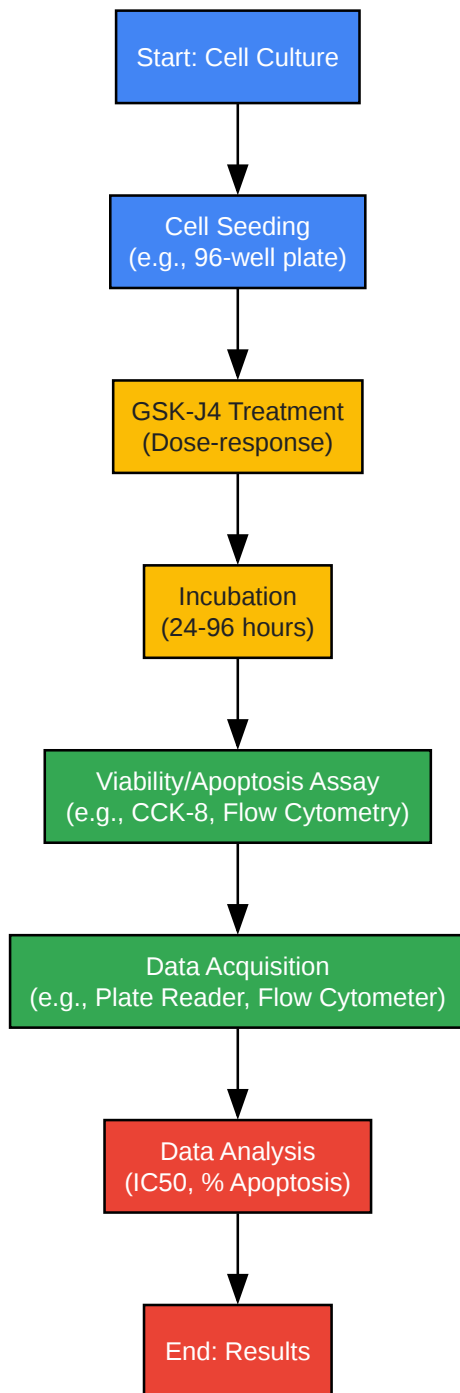 Start: Cell Culture
Cell Seeding
(e.g., 96-well plate)
GSK-J4 Treatment
(Dose-response)
Incubation
(24-96 hours)
Viability/Apoptosis Assay
(e.g., CCK-8, Flow Cytometry)
Data Acquisition
(e.g., Plate Reader, Flow Cytometer)
Data Analysis
(IC50, % Apoptosis)
End: Results